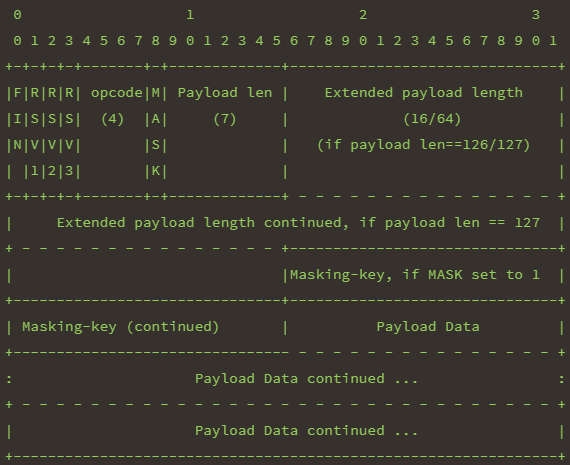 0                   1                   2                   3
 0 1 2 3 4 5 6 7 8 9 0 1 2 3 4 5 6 7 8 9 0 1 2 3 4 5 6 7 8 9 0 1
+-+-+-+-+-------+-+-------------+-------------------------------+
|F|R|R|R| opcode|M| Payload len |    Extended payload length    |
|I|S|S|S|  (4)  |A|     (7)     |             (16/64)           |
|N|V|V|V|       |S|             |   (if payload len==126/127)   |
| |1|2|3|       |K|             |                               |
+-+-+-+-+-------+-+-------------+ - - - - - - - - - - - - - - - +
|     Extended payload length continued, if payload len == 127  |
+ - - - - - - - - - - - - - - - +-------------------------------+
|                               |Masking-key, if MASK set to 1  |
+-------------------------------+-------------------------------+
| Masking-key (continued)       |          Payload Data         |
+-------------------------------- - - - - - - - - - - - - - - - +
:                     Payload Data continued ...                :
+ - - - - - - - - - - - - - - - - - - - - - - - - - - - - - - - +
|                     Payload Data continued ...                |
+---------------------------------------------------------------+